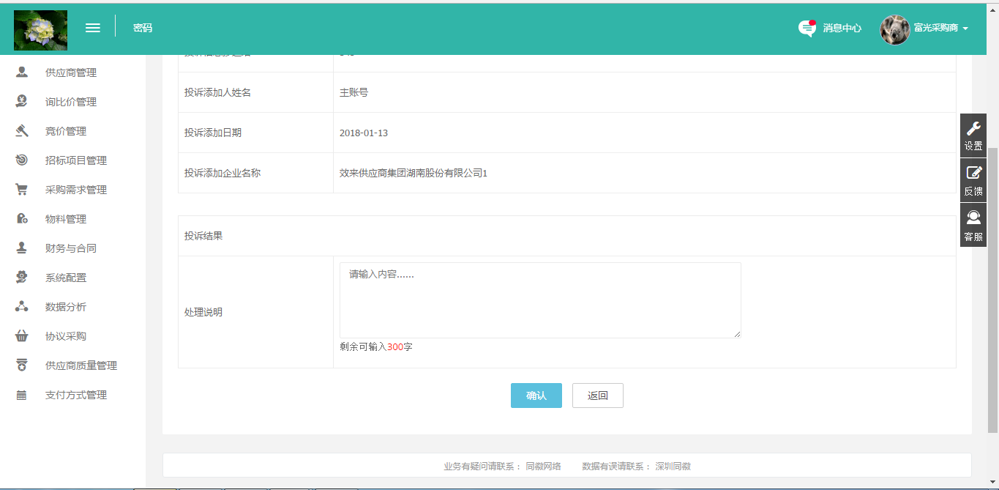 密码
消息中心
富光采购商
供应商管理
询比价管理
竞价管理
招标项目管理
采购需求管理
物料管理
财务与合同
系统配置
数据分析
协议采购
供应商质量管理
支付方式管理
投诉添加人姓名 主账号
投诉添加日期 2018-01-13
投诉添加企业名称 效来供应商集团湖南股份有限公司1
投诉结果
处理说明
请输入内容......
剩余可输入300字
确认 返回
设置
反馈
客服
业务有疑问请联系： 同徽网络 数据有误请联系： 深圳同徽